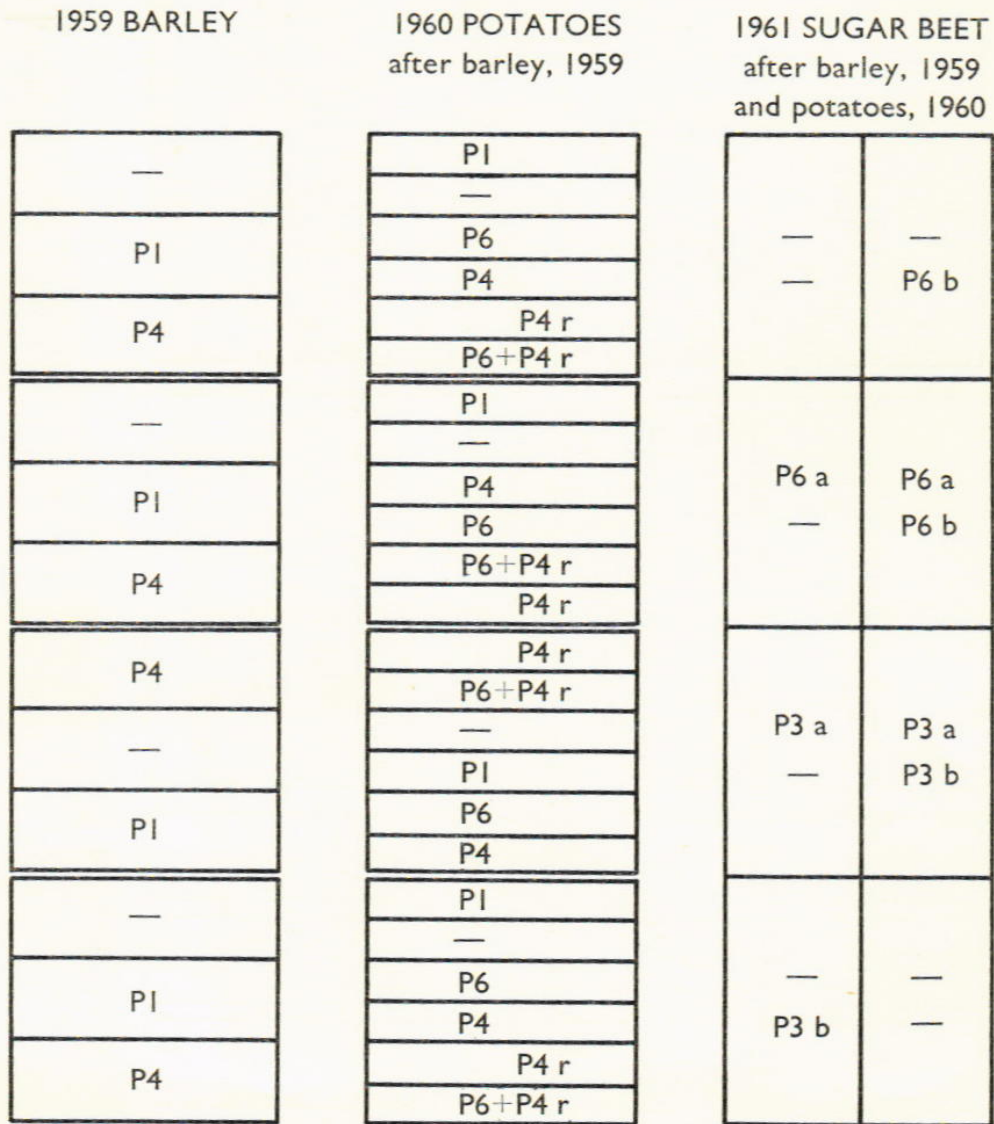 1959 BARLEY
—
P1
P4
—
P1
P4
P4
—
P1
—
P1
P4
1960 POTATOES
after barley, 1959
P1
—
P6
P4
P4 r
P6+P4 r
P1
—
P4
P6
P6+P4 r
P4 r
P4 r
P6+P4 r
—
P1
P6
P4
P1
—
P6
P4
P4 r
P6+P4 r
1961 SUGAR BEET
after barley, 1959
and potatoes, 1960
— —
— P6 b
P6 a P6 a
— P6 b
P3 a P3 a
— P3 b
— —
P3 b —